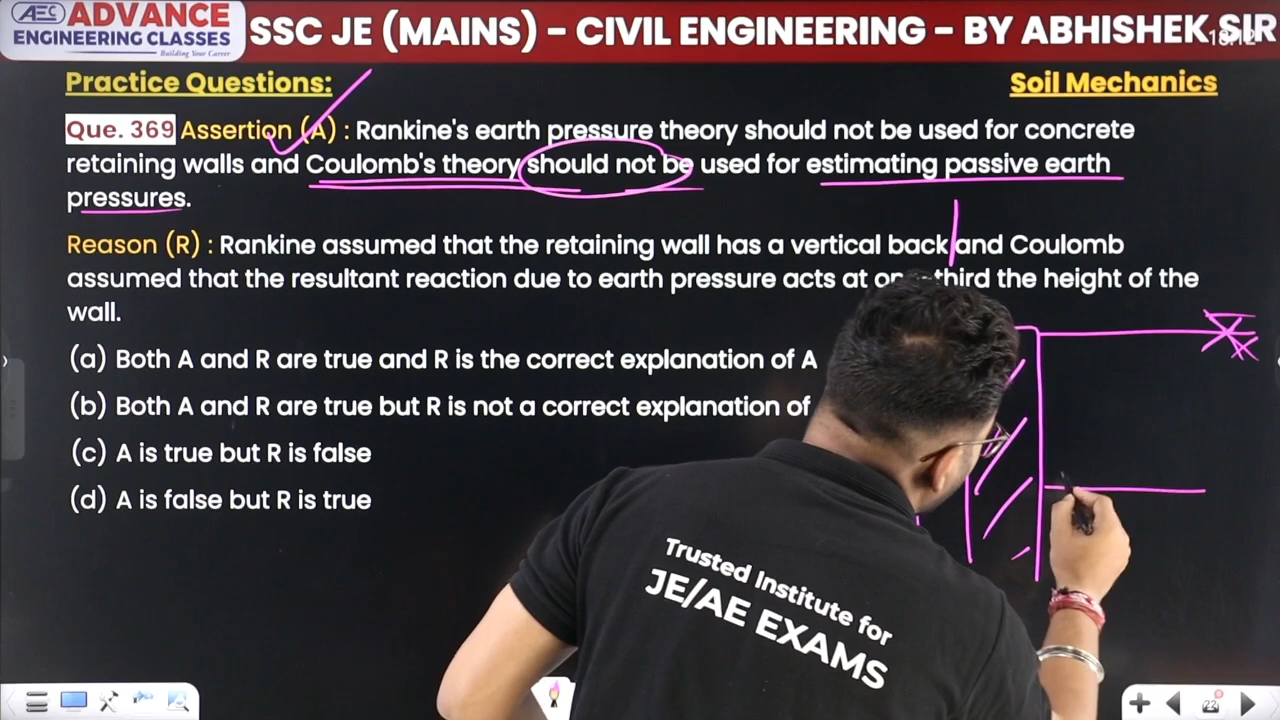 AEC ADVANCE
ENGINEERING CLASSES
Building Your Career
SSC JE (MAINS) - CIVIL ENGINEERING - BY ABHISHEK SIR
18:12
Practice Questions:
Soil Mechanics
Que. 369 Assertion (A) : Rankine's earth pressure theory should not be used for concrete
retaining walls and Coulomb's theory should not be used for estimating passive earth
pressures.
Reason (R) : Rankine assumed that the retaining wall has a vertical back and Coulomb
assumed that the resultant reaction due to earth pressure acts at one third the height of the
wall.
(a) Both A and R are true and R is the correct explanation of A
(b) Both A and R are true but R is not a correct explanation of
(c) A is true but R is false
(d) A is false but R is true
Trusted Institute for
JE/AE EXAMS
22